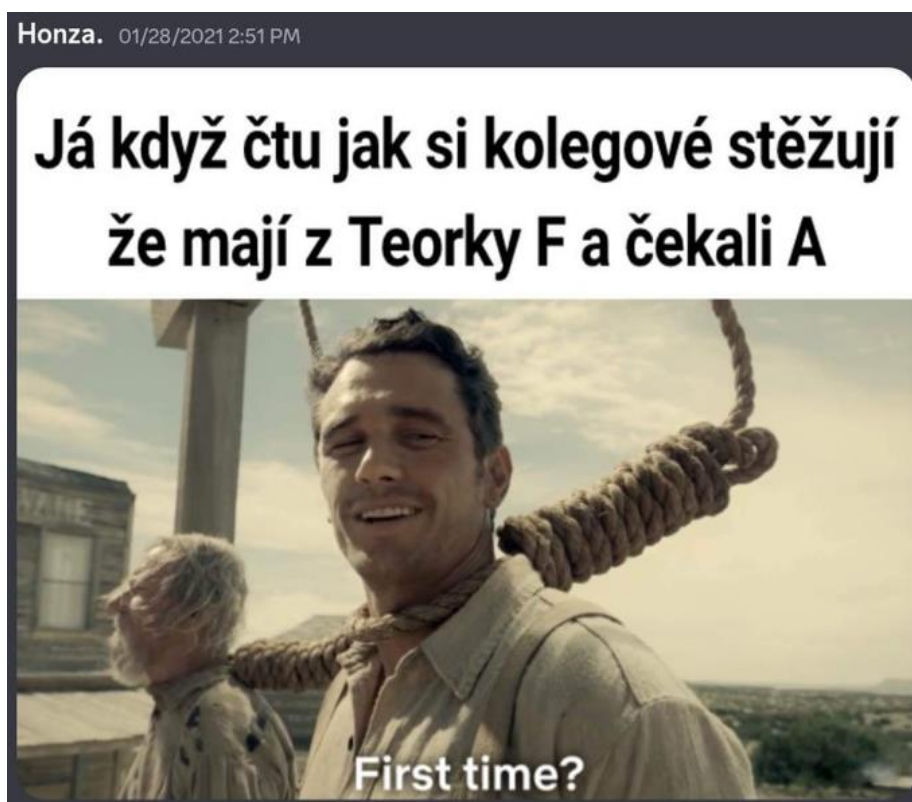 Honza. 01/28/2021 2:51 PM
Já když čtu jak si kolegové stěžují
že mají z Teorky F a čekali A
First time?